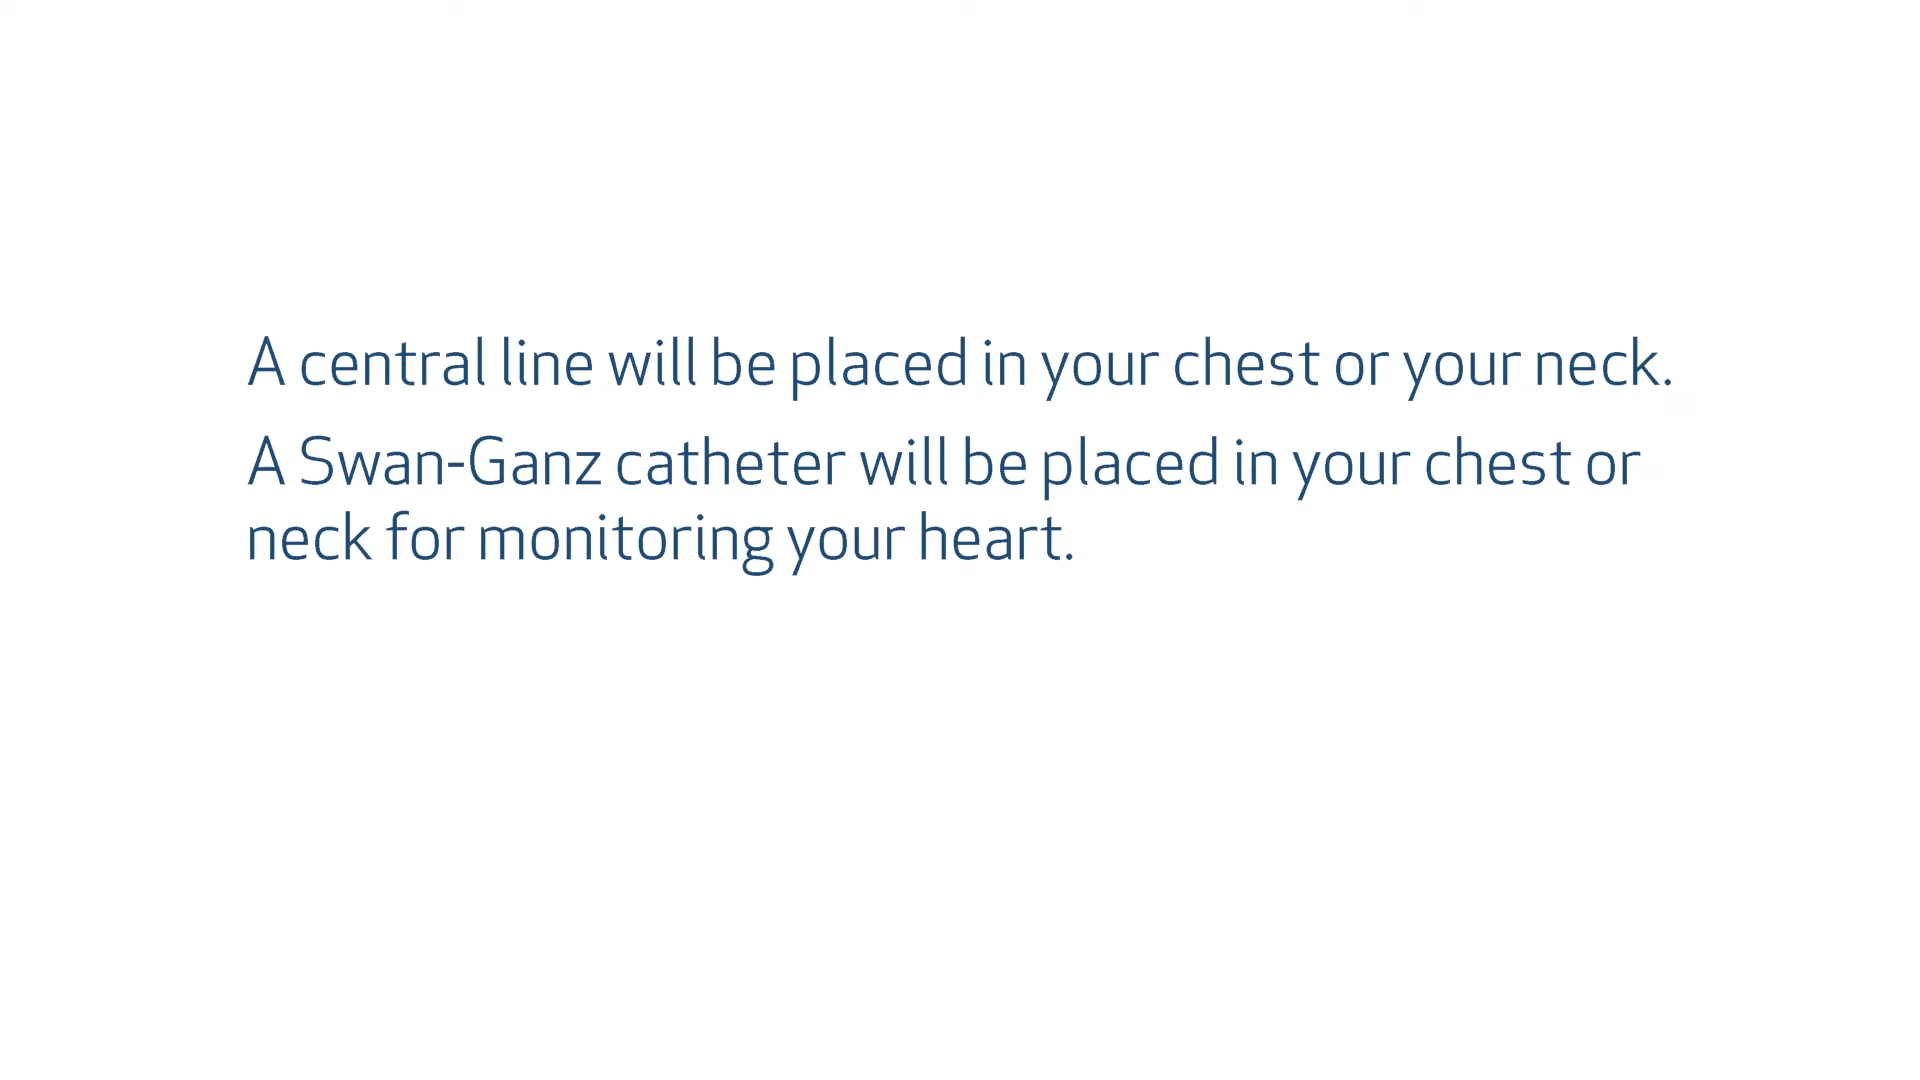 A central line will be placed in your chest or your neck.
A Swan-Ganz catheter will be placed in your chest or
neck for monitoring your heart.